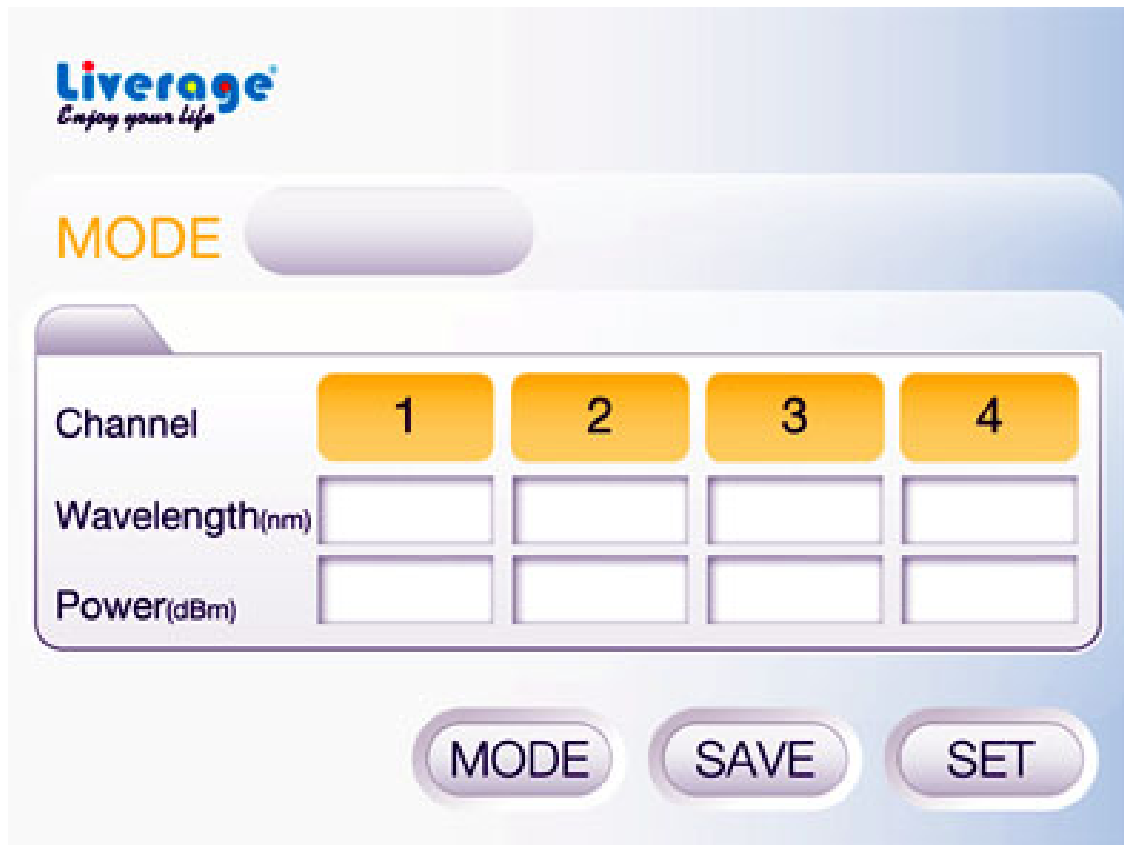 Liverage®
Enjoy your life
MODE
Channel 1 2 3 4
Wavelength(nm)
Power(dBm)
MODE SAVE SET